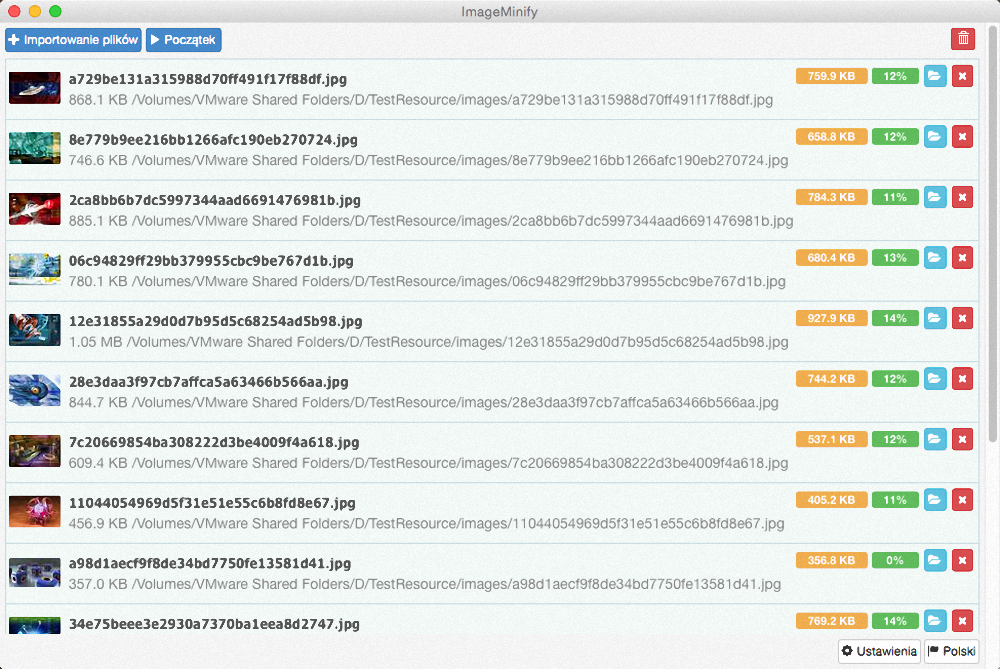 ImageMinify
Importowanie plików Początek
a729be131a315988d70ff491f17f88df.jpg 759.9 KB 12%
868.1 KB /Volumes/VMware Shared Folders/D/TestResource/images/a729be131a315988d70ff491f17f88df.jpg
8e779b9ee216bb1266afc190eb270724.jpg 658.8 KB 12%
746.6 KB /Volumes/VMware Shared Folders/D/TestResource/images/8e779b9ee216bb1266afc190eb270724.jpg
2ca8bb6b7dc5997344aad6691476981b.jpg 784.3 KB 11%
885.1 KB /Volumes/VMware Shared Folders/D/TestResource/images/2ca8bb6b7dc5997344aad6691476981b.jpg
06c94829ff29bb379955cbc9be767d1b.jpg 680.4 KB 13%
780.1 KB /Volumes/VMware Shared Folders/D/TestResource/images/06c94829ff29bb379955cbc9be767d1b.jpg
12e31855a29d0d7b95d5c68254ad5b98.jpg 927.9 KB 14%
1.05 MB /Volumes/VMware Shared Folders/D/TestResource/images/12e31855a29d0d7b95d5c68254ad5b98.jpg
28e3daa3f97cb7affca5a63466b566aa.jpg 744.2 KB 12%
844.7 KB /Volumes/VMware Shared Folders/D/TestResource/images/28e3daa3f97cb7affca5a63466b566aa.jpg
7c20669854ba308222d3be4009f4a618.jpg 537.1 KB 12%
609.4 KB /Volumes/VMware Shared Folders/D/TestResource/images/7c20669854ba308222d3be4009f4a618.jpg
11044054969d5f31e51e55c6b8fd8e67.jpg 405.2 KB 11%
456.9 KB /Volumes/VMware Shared Folders/D/TestResource/images/11044054969d5f31e51e55c6b8fd8e67.jpg
a98d1aecf9f8de34bd7750fe13581d41.jpg 356.8 KB 0%
357.0 KB /Volumes/VMware Shared Folders/D/TestResource/images/a98d1aecf9f8de34bd7750fe13581d41.jpg
34e75beee3e2930a7370ba1eea8d2747.jpg 769.2 KB 14%
Ustawienia Polski